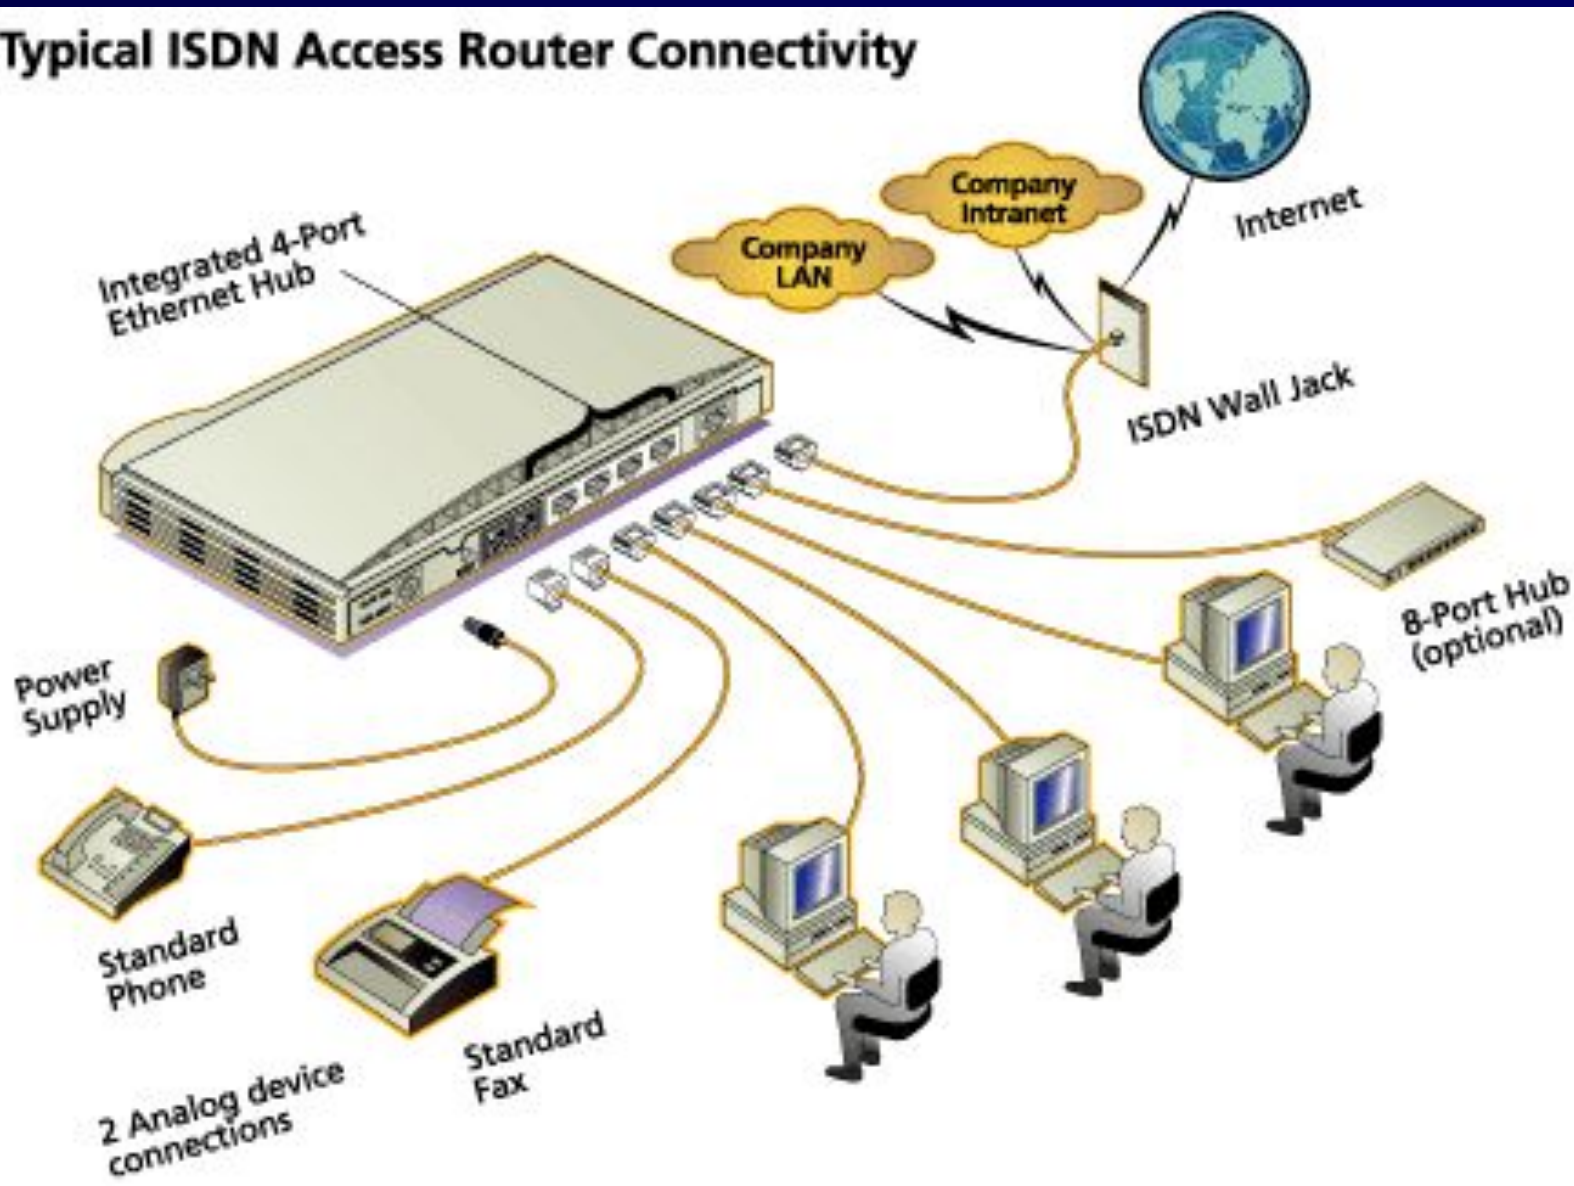 Typical ISDN Access Router Connectivity
Integrated 4-Port
Ethernet Hub
Company
LAN
Company
Intranet
Internet
ISDN Wall Jack
8-Port Hub
(optional)
Power
Supply
Standard
Phone
Standard
Fax
2 Analog device
connections